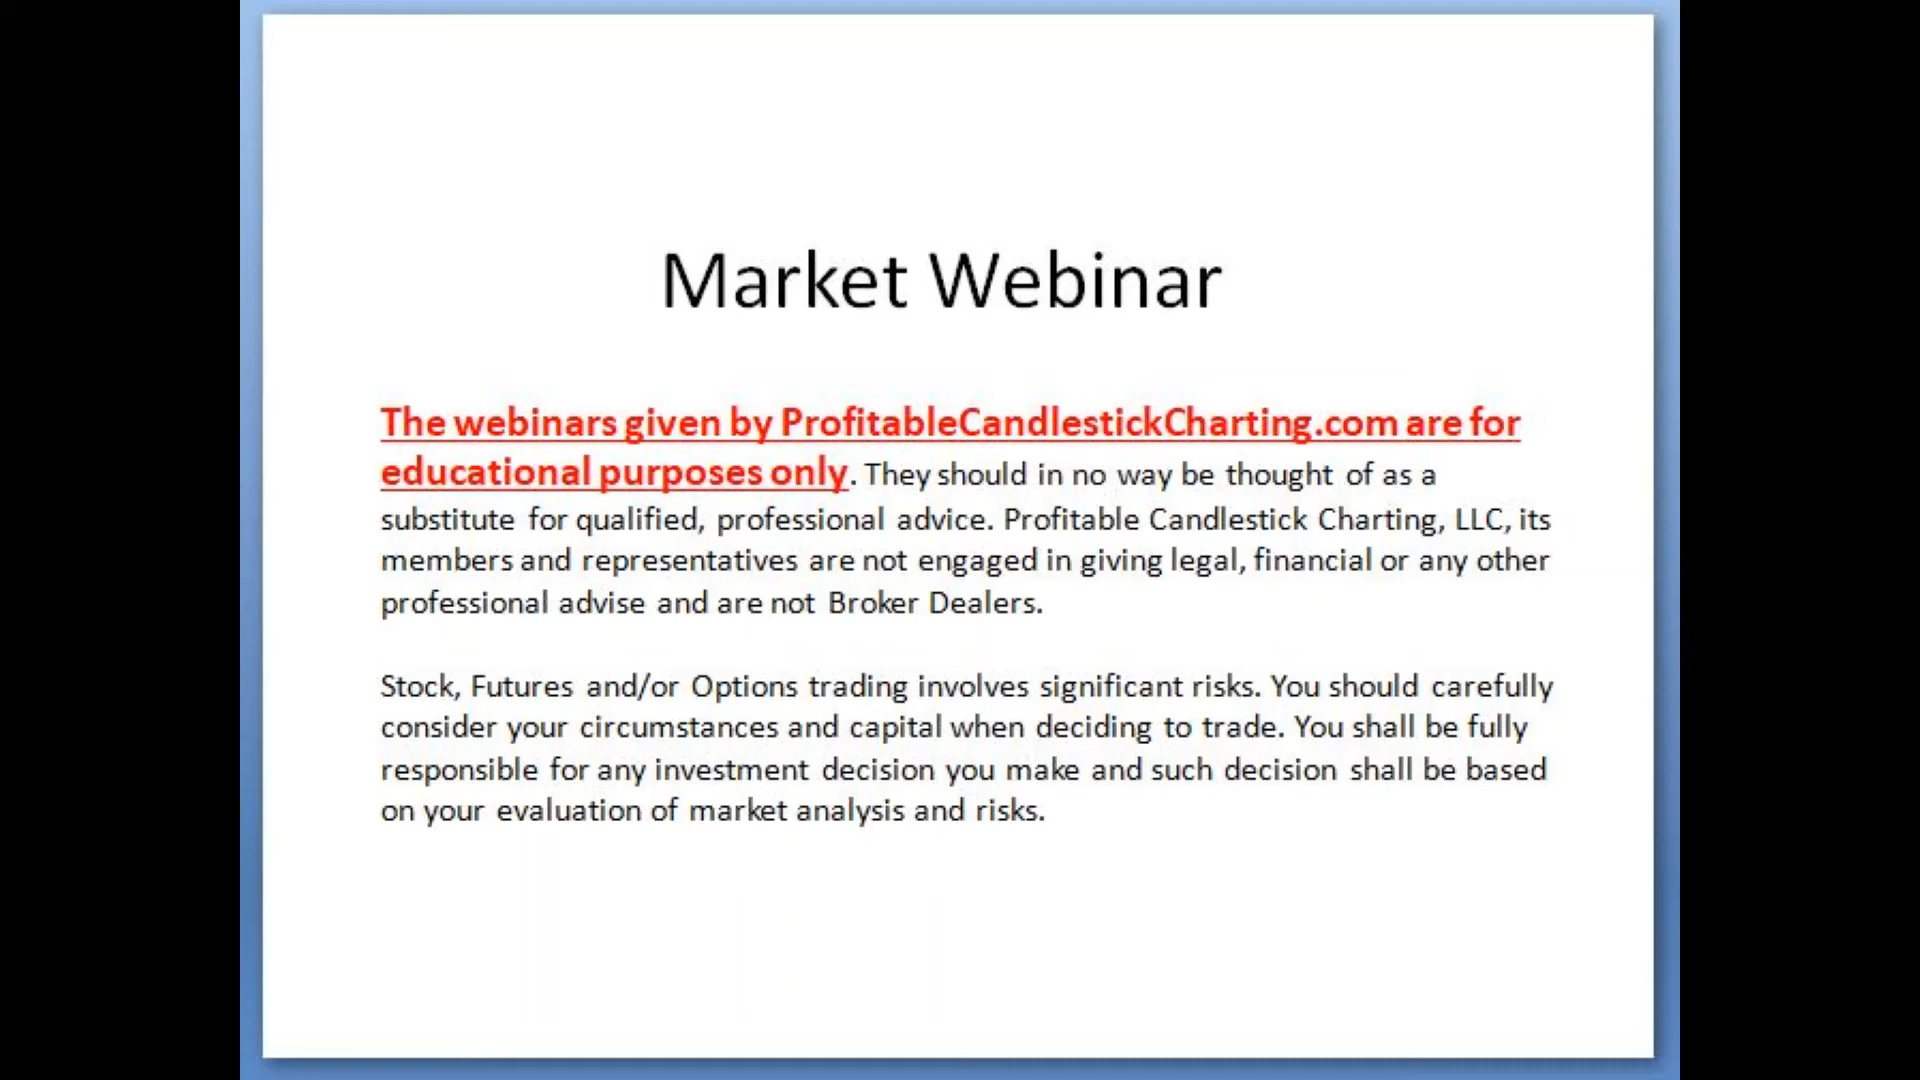 Market Webinar
The webinars given by ProfitableCandlestickCharting.com are for
educational purposes only. They should in no way be thought of as a
substitute for qualified, professional advice. Profitable Candlestick Charting, LLC, its
members and representatives are not engaged in giving legal, financial or any other
professional advise and are not Broker Dealers.
Stock, Futures and/or Options trading involves significant risks. You should carefully
consider your circumstances and capital when deciding to trade. You shall be fully
responsible for any investment decision you make and such decision shall be based
on your evaluation of market analysis and risks.